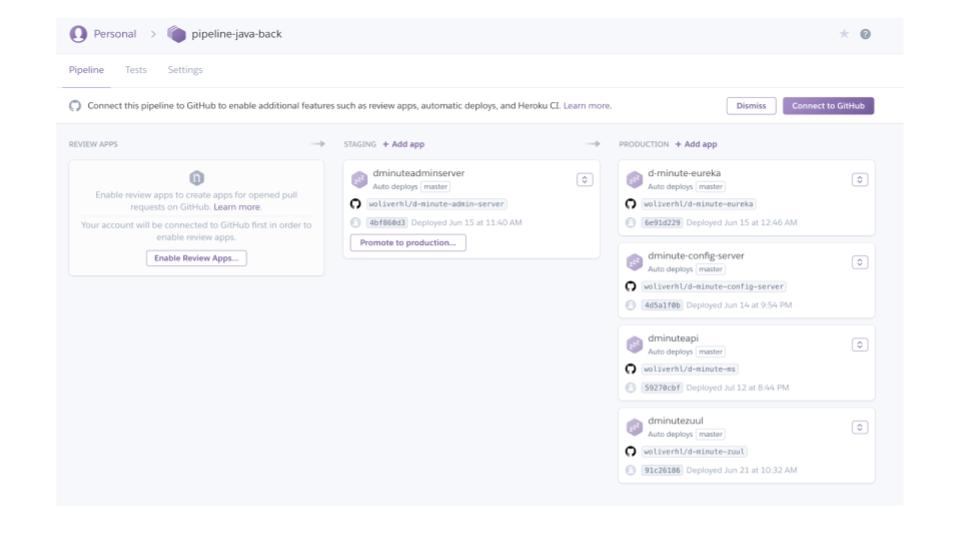 Personal > pipeline-java-back
Pipeline Tests Settings
Connect this pipeline to GitHub to enable additional features such as review apps, automatic deploys, and Heroku CI. Learn more.
Dismiss Connect to GitHub
REVIEW APPS
Enable review apps to create apps for opened pull
requests on GitHub. Learn more.
Your account will be connected to GitHub first in order to
enable review apps.
Enable Review Apps...
STAGING + Add app
dminuteadminserver
Auto deploys master
woliverhl/d-minute-admin-server
4bf860d3 Deployed Jun 15 at 11:40 AM
Promote to production...
PRODUCTION + Add app
d-minute-eureka
Auto deploys master
woliverhl/d-minute-eureka
6e91d229 Deployed Jun 15 at 12:46 AM
dminute-config-server
Auto deploys master
woliverhl/d-minute-config-server
4d5a1f0b Deployed Jun 14 at 9:54 PM
dminuteapi
Auto deploys master
woliverhl/d-minute-ms
59270cbf Deployed Jul 12 at 8:44 PM
dminutezuul
Auto deploys master
woliverhl/d-minute-zuul
91c26186 Deployed Jun 21 at 10:32 AM